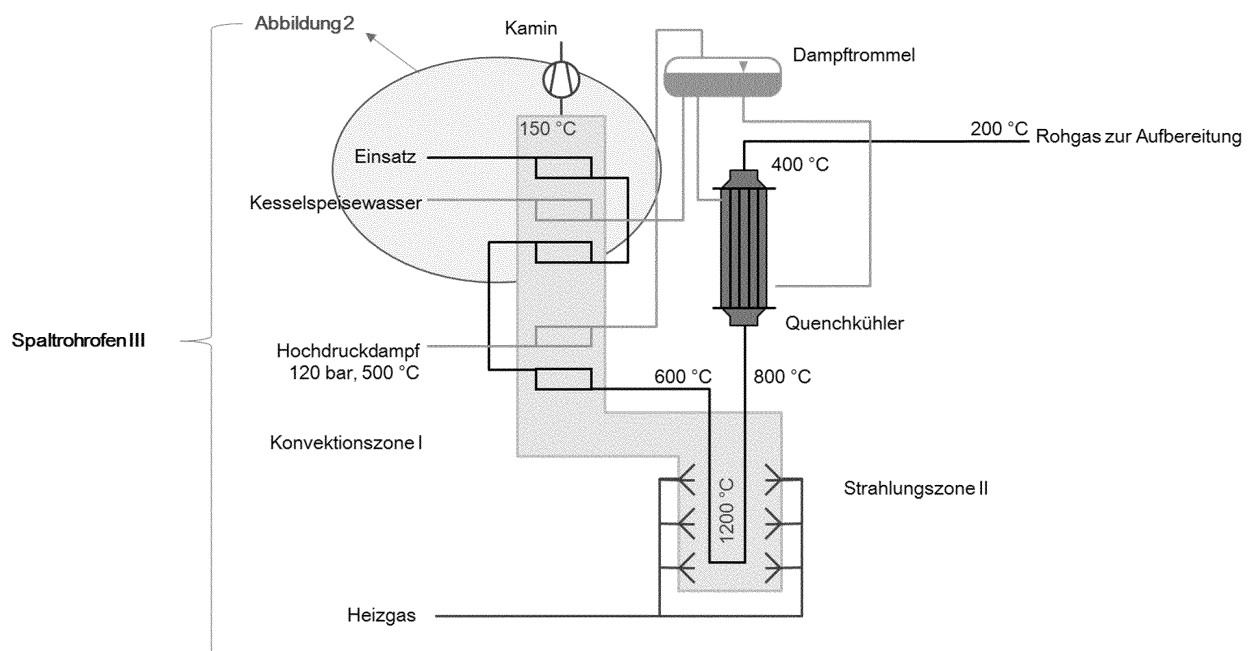 Abbildung 2
Kamin
Dampftrommel
150 °C
200 °C
Rohgas zur Aufbereitung
Einsatz
400 °C
Kesselspeisewasser
Quenchkühler
Spaltrohrofen III
Hochdruckdampf
120 bar, 500 °C
600 °C
800 °C
Konvektionszone I
Strahlungszone II
1200 °C
Heizgas